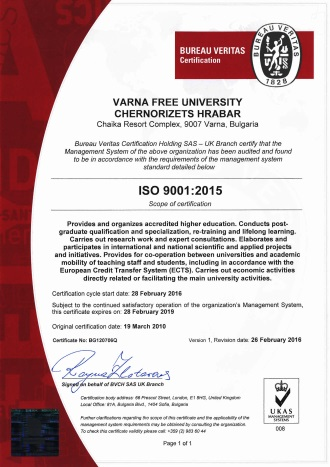 BUREAU VERITAS
Certification
BUREAU VERITAS
1828
VARNA FREE UNIVERSITY
CHERNORIZETS HRABAR
Chaika Resort Complex, 9007 Varna, Bulgaria
Bureau Veritas Certification Holding SAS – UK Branch certify that the
Management System of the above organization has been audited and found
to be in accordance with the requirements of the management system
standard detailed below
ISO 9001:2015
Scope of certification
Provides and organizes accredited higher education. Conducts post-
graduate qualification and specialization, re-training and lifelong learning.
Carries out research work and expert consultations. Elaborates and
participates in international and national scientific and applied projects
and initiatives. Provides for co-operation between universities and academic
mobility of teaching staff and students, including in accordance with the
European Credit Transfer System (ECTS). Carries out economic activities
directly related or facilitating the main university activities.
Certification cycle start date: 28 February 2016
Subject to the continued satisfactory operation of the organization's Management System,
this certificate expires on: 28 February 2019
Original certification date: 19 March 2010
Certificate No: BG120709Q
Version 1, Revision date: 26 February 2016
Signed on behalf of BVCH SAS UK Branch
Certification body address: 66 Prescot Street, London, E1 8HG, United Kingdom
Local Office: 81A, Bulgaria Blvd., 1404 Sofia, Bulgaria
Further clarifications regarding the scope of this certificate and the applicability of the
management system requirements may be obtained by consulting the organization.
To check this certificate validity please call: +359 (2) 983 60 44
UKAS
MANAGEMENT
SYSTEMS
008
Page 1 of 1